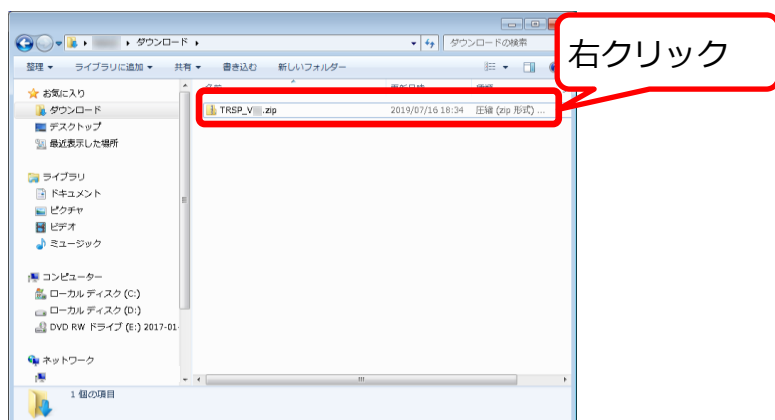 ダウンロード
ダウンロードの検索
右クリック
整理 ライブラリに追加 共有 書き込む 新しいフォルダー
お気に入り
ダウンロード
デスクトップ
最近表示した場所
TRSP_V .zip 2019/07/16 18:34 圧縮 (zip 形式) ...
ライブラリ
ドキュメント
ピクチャ
ビデオ
ミュージック
コンピューター
ローカル ディスク (C:)
ローカル ディスク (D:)
DVD RW ドライブ (E:) 2017-01-
ネットワーク
1 個の項目